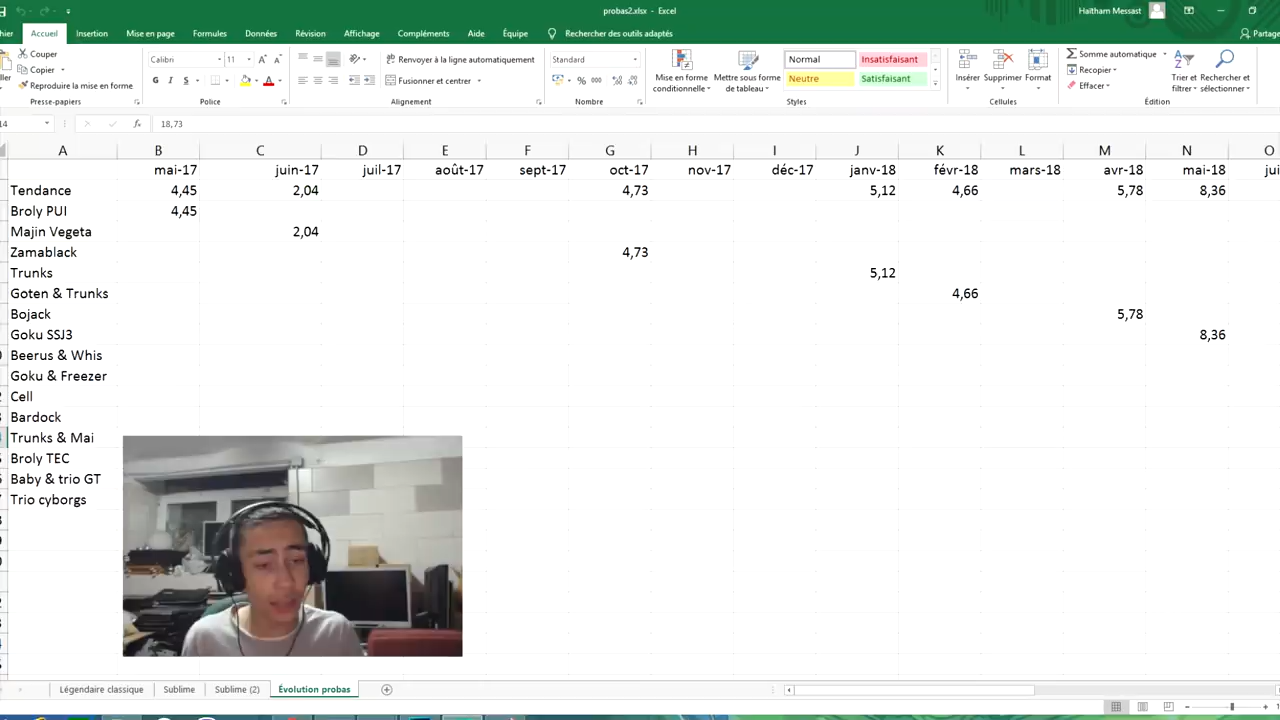 probas2.xlsx - Excel
Haïtham Messast
Accueil Insertion Mise en page Formules Données Révision Affichage Compléments Aide Équipe Rechercher des outils adaptés
Couper
Copier
Reproduire la mise en forme
Presse-papiers
Calibri 11
G I S
Police
Renvoyer à la ligne automatiquement
Fusionner et centrer
Alignement
Standard
% 000
Nombre
Mise en forme conditionnelle
Mettre sous forme de tableau
Normal Insatisfaisant
Neutre Satisfaisant
Styles
Insérer Supprimer Format
Cellules
Somme automatique
Recopier
Effacer
Trier et filtrer
Rechercher et sélectionner
Édition
14 fx 18,73
A B C D E F G H I J K L M N O
mai-17 juin-17 juil-17 août-17 sept-17 oct-17 nov-17 déc-17 janv-18 févr-18 mars-18 avr-18 mai-18
Tendance 4,45 2,04 4,73 5,12 4,66 5,78 8,36
Broly PUI 4,45
Majin Vegeta 2,04
Zamablack 4,73
Trunks 5,12
Goten & Trunks 4,66
Bojack 5,78
Goku SSJ3 8,36
Beerus & Whis
Goku & Freezer
Cell
Bardock
Trunks & Mai
Broly TEC
Baby & trio GT
Trio cyborgs
Légendaire classique Sublime Sublime (2) Évolution probas